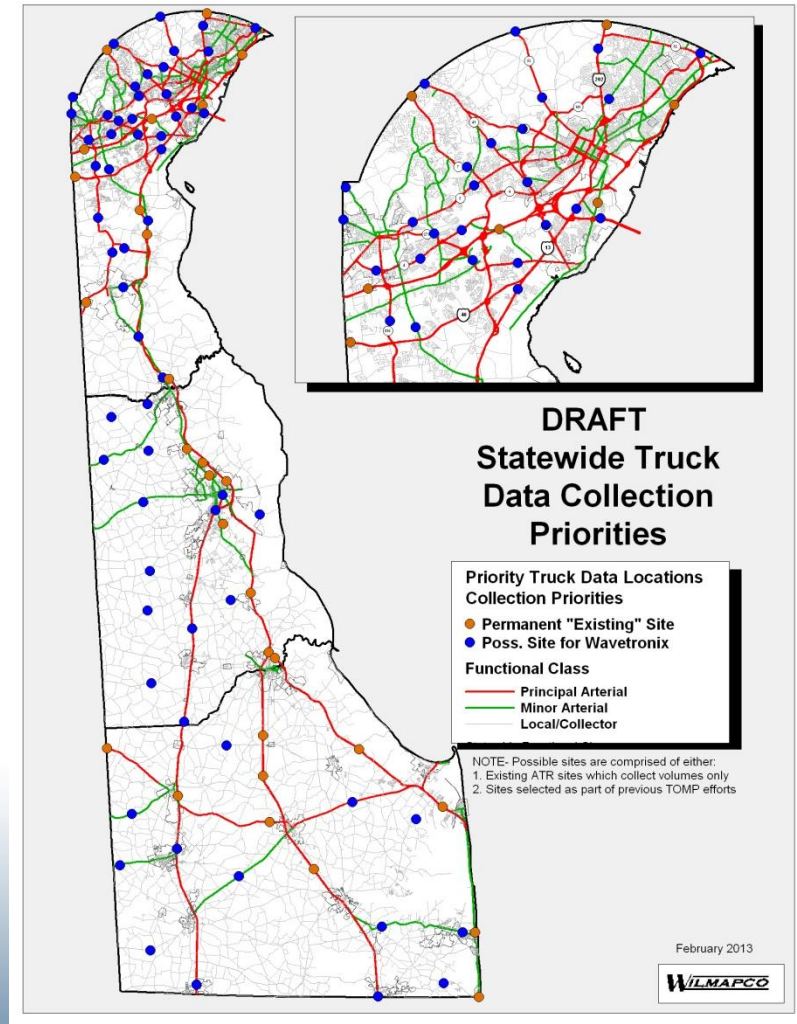 DRAFT
Statewide Truck
Data Collection
Priorities
Priority Truck Data Locations
Collection Priorities
Permanent "Existing" Site
Poss. Site for Wavetronix
Functional Class
Principal Arterial
Minor Arterial
Local/Collector
NOTE- Possible sites are comprised of either:
1. Existing ATR sites which collect volumes only
2. Sites selected as part of previous TOMP efforts
February 2013
WILMAPCO
202
13